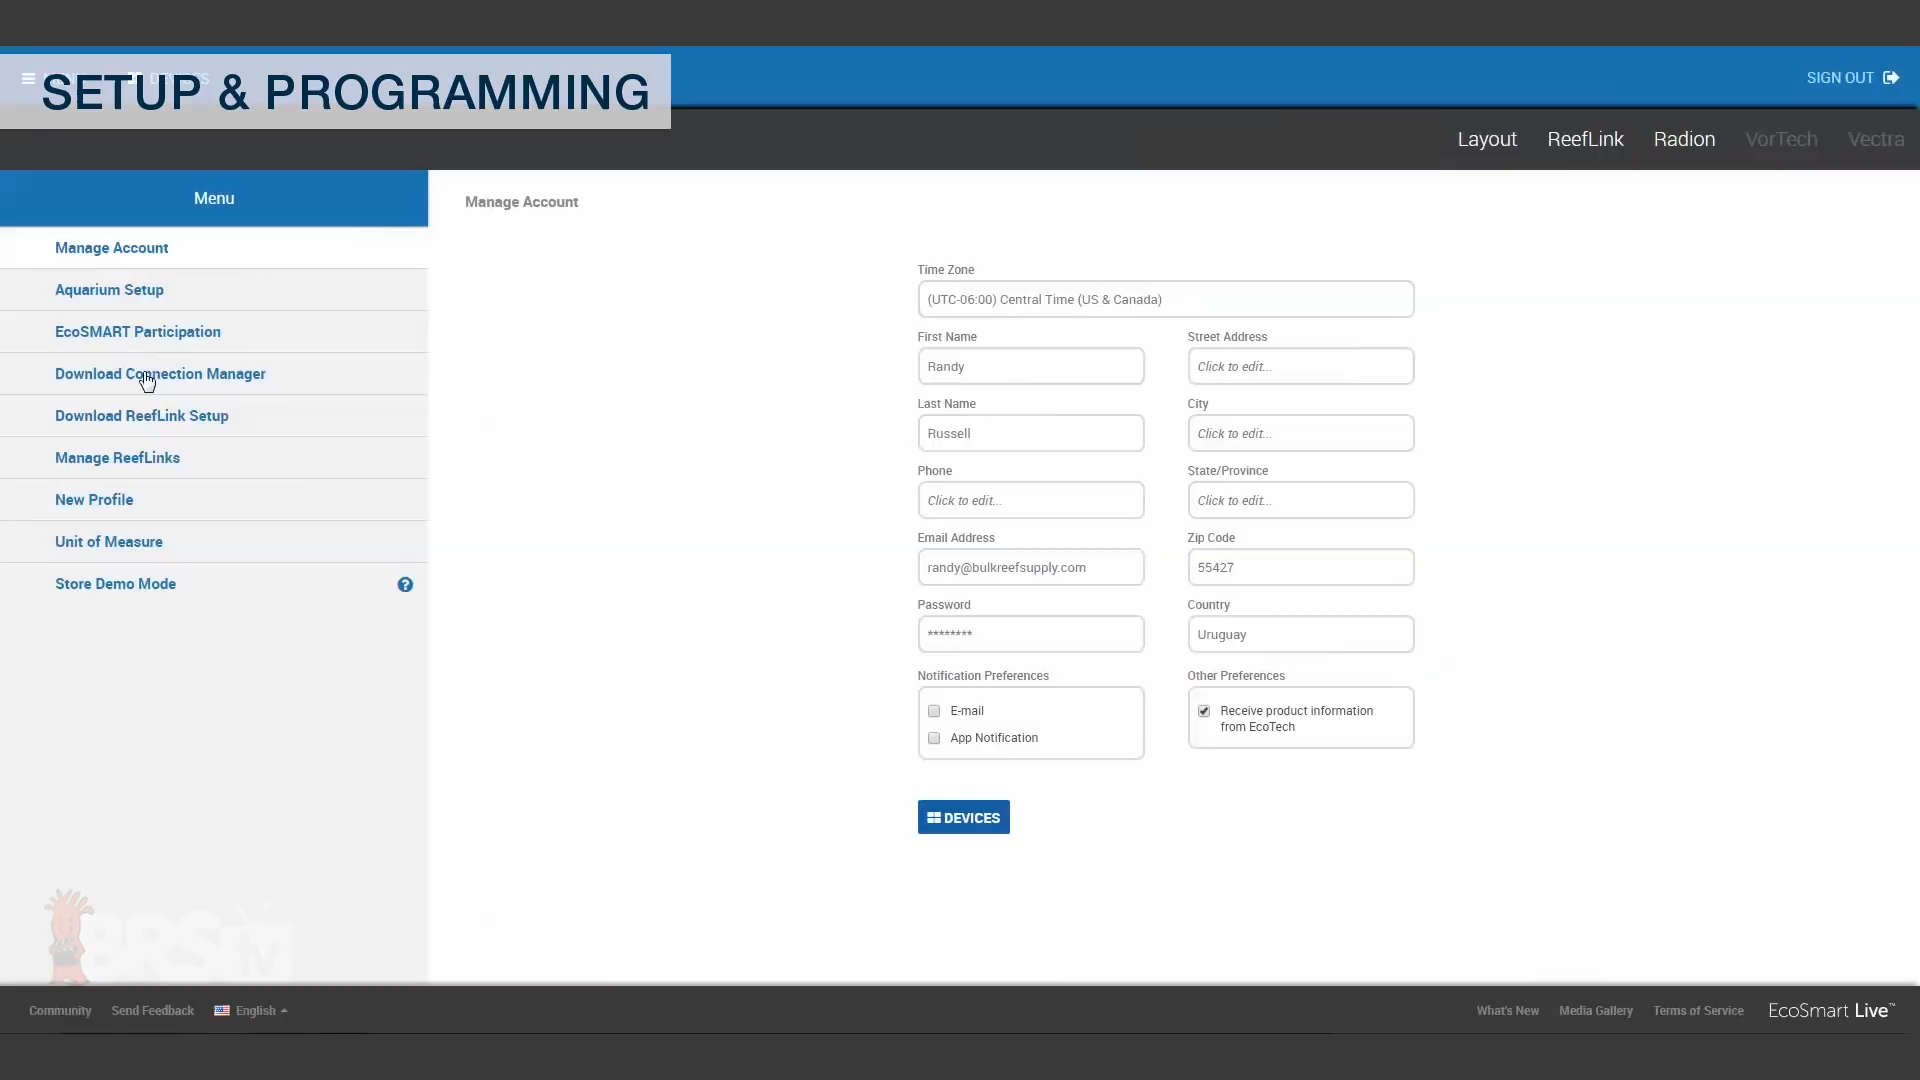 SETUP & PROGRAMMING
SIGN OUT
Layout ReefLink Radion VorTech Vectra
Menu
Manage Account
Aquarium Setup
EcoSMART Participation
Download Connection Manager
Download ReefLink Setup
Manage ReefLinks
New Profile
Unit of Measure
Store Demo Mode ?
Manage Account
Time Zone
(UTC-06:00) Central Time (US & Canada)
First Name Street Address
Randy Click to edit...
Last Name City
Russell Click to edit...
Phone State/Province
Click to edit... Click to edit...
Email Address Zip Code
randy@bulkreefsupply.com 55427
Password Country
******** Uruguay
Notification Preferences Other Preferences
E-mail Receive product information
from EcoTech
App Notification
DEVICES
BRStv
Community Send Feedback English What's New Media Gallery Terms of Service EcoSmart Live™